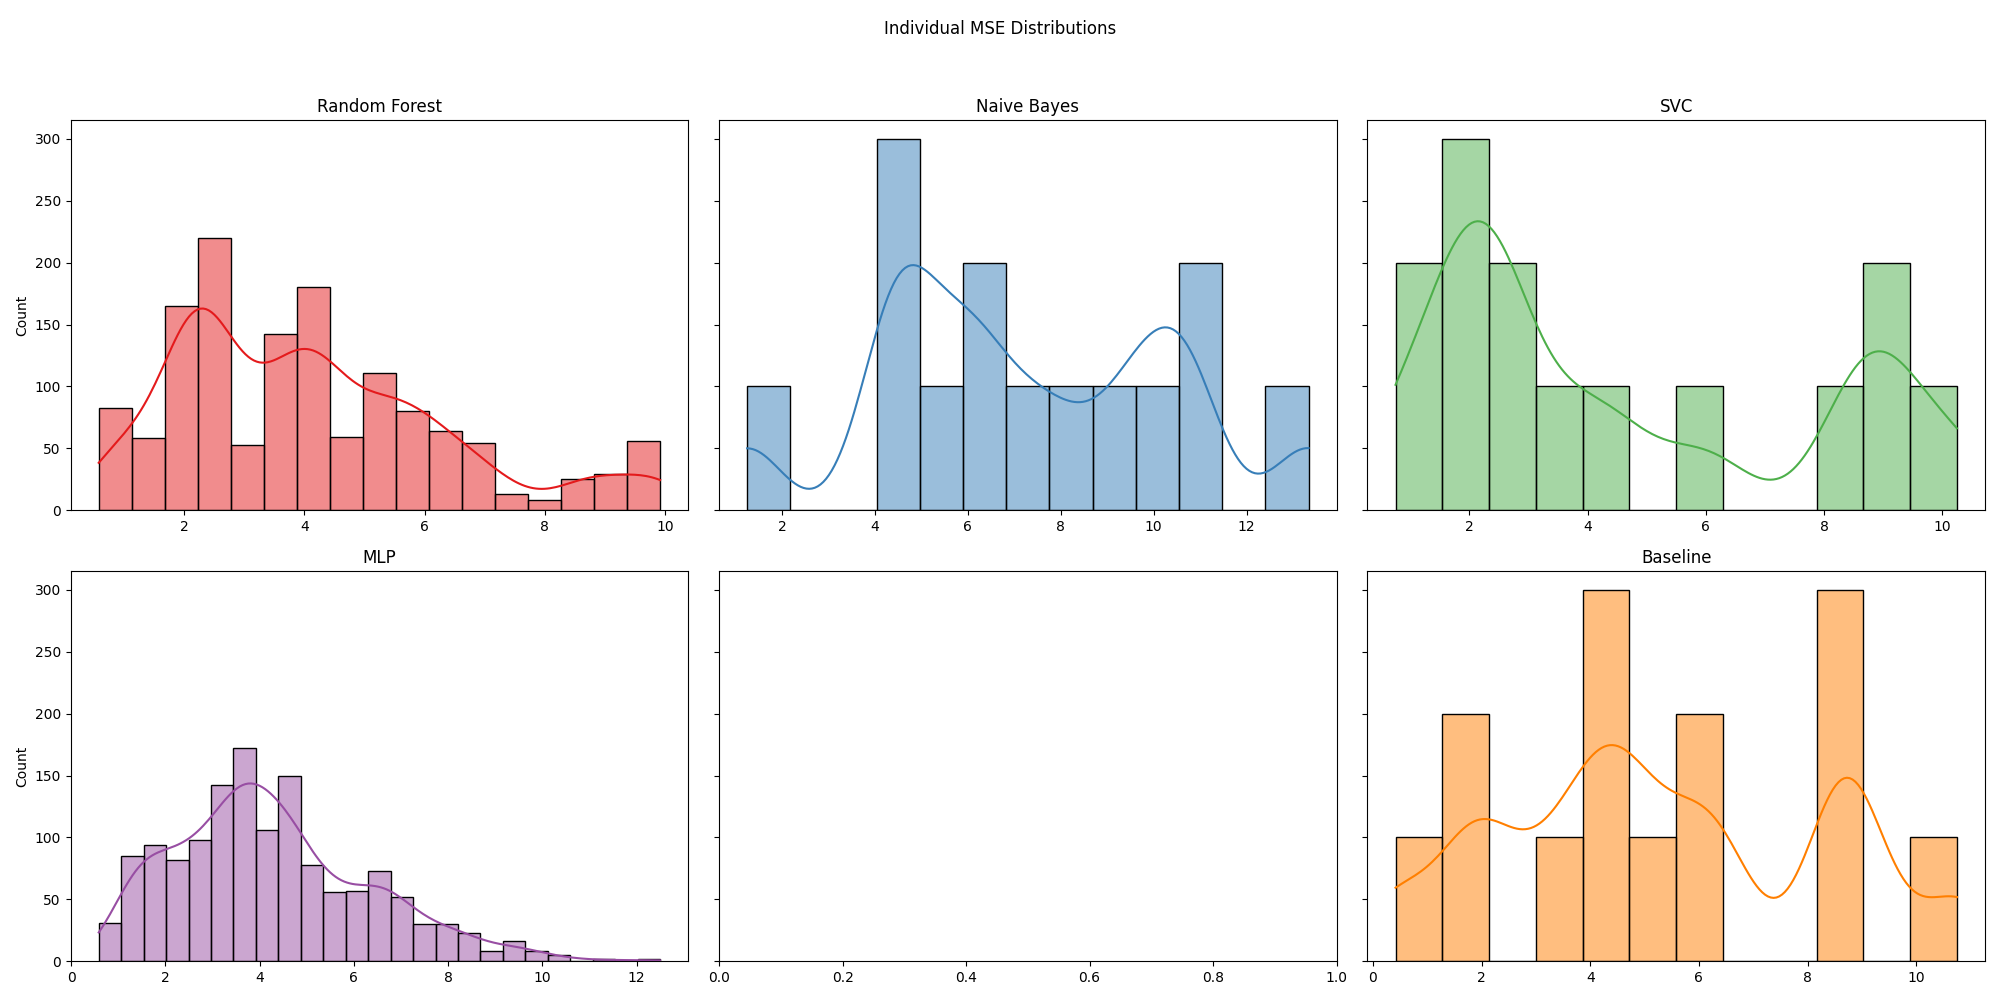 Individual MSE Distributions
Random Forest
Naive Bayes
SVC
300
250
200
150
100
50
0
Count
2 4 6 8 10
2 4 6 8 10 12
2 4 6 8 10
MLP
Baseline
300
250
200
150
100
50
0
Count
0 2 4 6 8 10 12
0.0 0.2 0.4 0.6 0.8 1.0
0 2 4 6 8 10